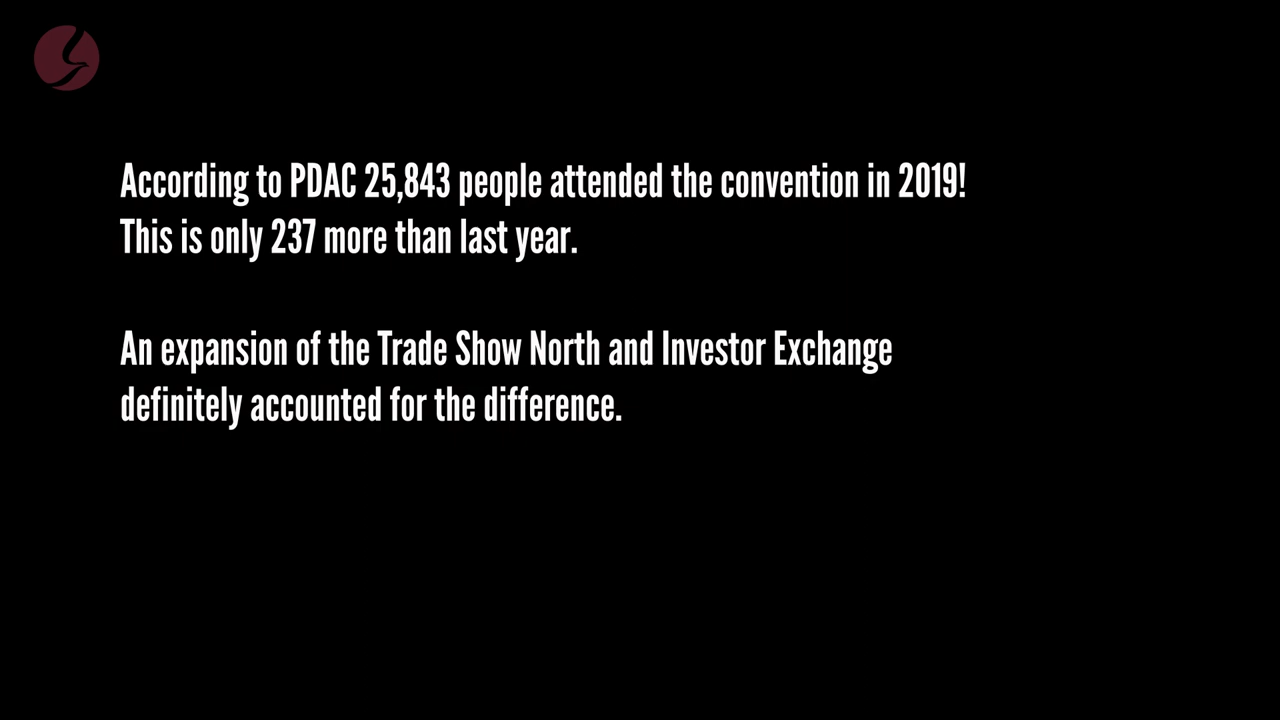 According to PDAC 25,843 people attended the convention in 2019!
This is only 237 more than last year.
An expansion of the Trade Show North and Investor Exchange
definitely accounted for the difference.